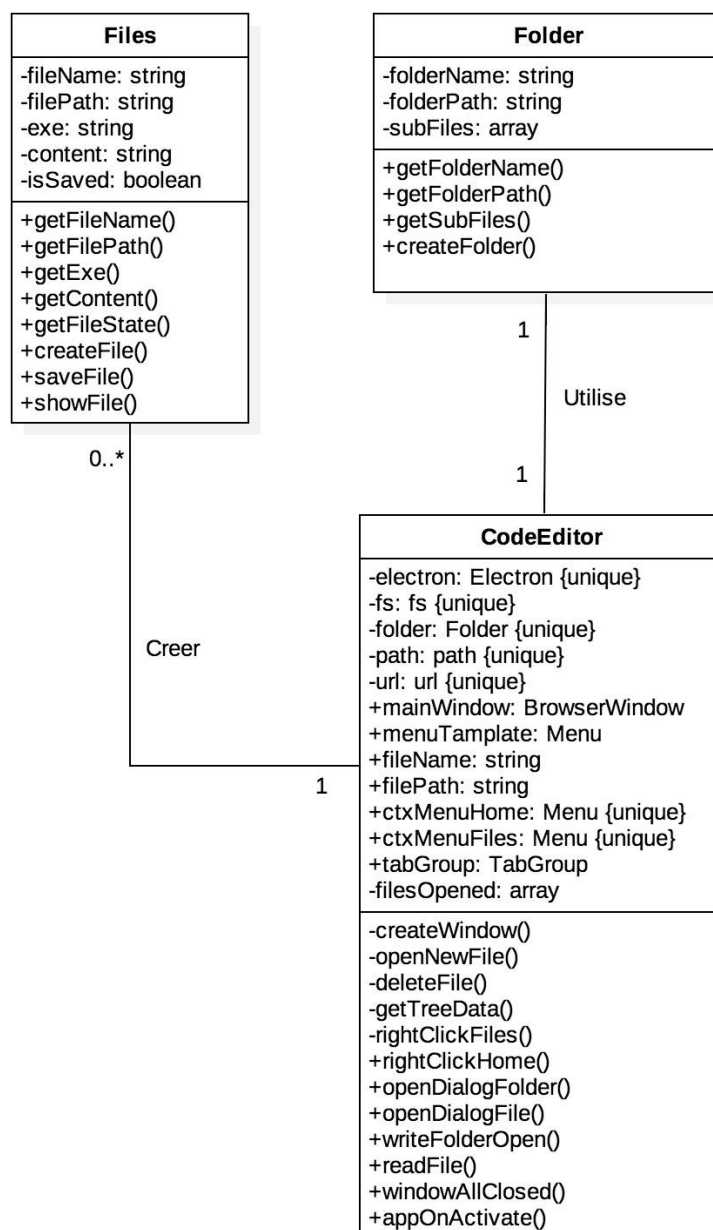 Files
-fileName: string
-filePath: string
-exe: string
-content: string
-isSaved: boolean
+getFileName()
+getFilePath()
+getExe()
+getContent()
+getFileState()
+createFile()
+saveFile()
+showFile()
Folder
-folderName: string
-folderPath: string
-subFiles: array
+getFolderName()
+getFolderPath()
+getSubFiles()
+createFolder()
1
Utilise
1
0..*
Creer
1
CodeEditor
-electron: Electron {unique}
-fs: fs {unique}
-folder: Folder {unique}
-path: path {unique}
-url: url {unique}
+mainWindow: BrowserWindow
+menuTamplate: Menu
+fileName: string
+filePath: string
+ctxMenuHome: Menu {unique}
+ctxMenuFiles: Menu {unique}
+tabGroup: TabGroup
-filesOpened: array
-createWindow()
-openNewFile()
-deleteFile()
-getTreeData()
-rightClickFiles()
+rightClickHome()
+openDialogFolder()
+openDialogFile()
+writeFolderOpen()
+readFile()
+windowAllClosed()
+appOnActivate()